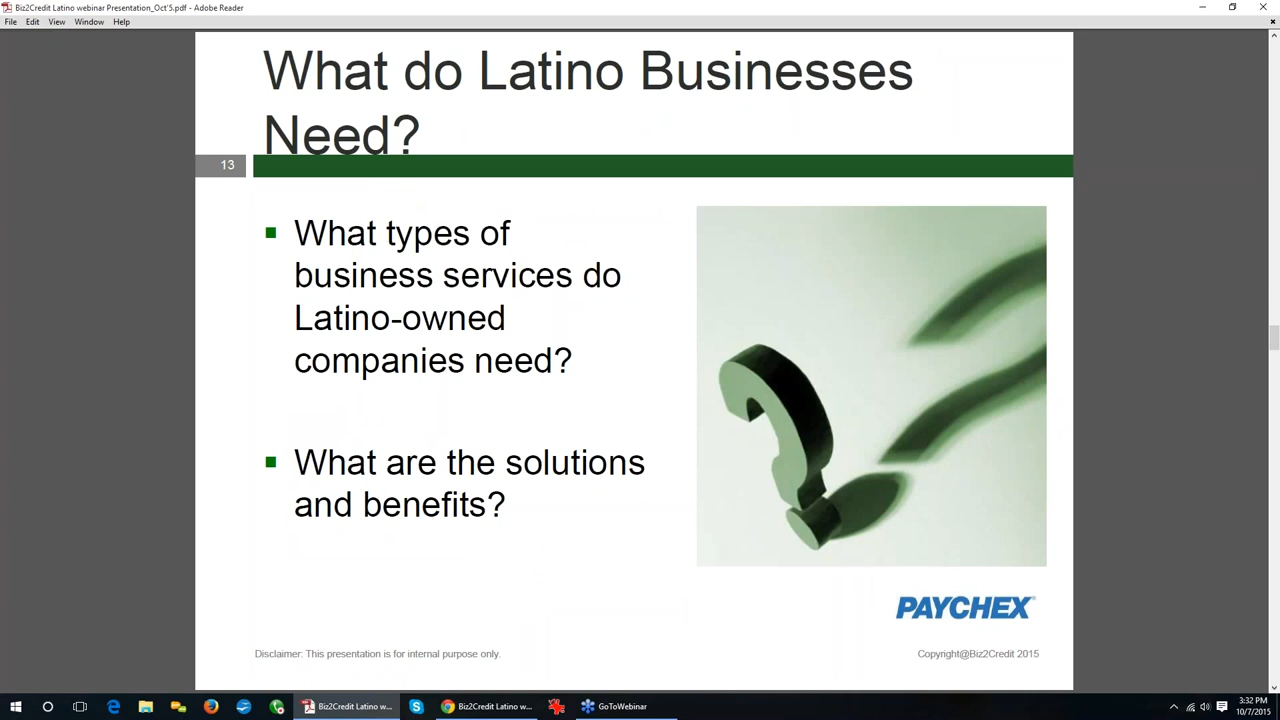 Biz2Credit Latino webinar Presentation_Oct'5.pdf - Adobe Reader
File Edit View Window Help
What do Latino Businesses
Need?
13
What types of
business services do
Latino-owned
companies need?
What are the solutions
and benefits?
PAYCHEX
Disclaimer: This presentation is for internal purpose only.
Copyright@Biz2Credit 2015
Biz2Credit Latino w...
Biz2Credit Latino w...
GoToWebinar
3:32 PM
10/7/2015